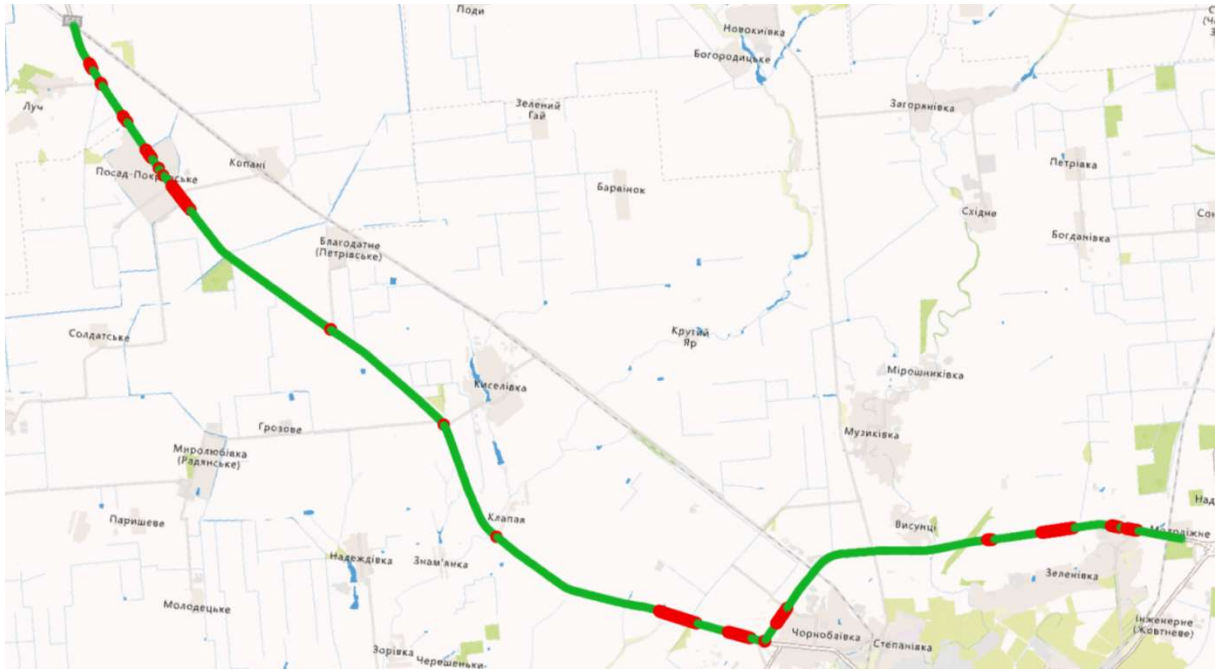 Поди
Новокиївка
Богородицьке
Луч
Зелений
Гай
Загорянівка
Копані
Посад-Покровське
Барвінок
Петрівка
Східне
Благодатне
(Петрівське)
Богданівка
Солдатське
Крутий
Яр
Киселівка
Мірошниківка
Грозове
Миролюбівка
(Радянське)
Музиківка
Паришеве
Клапая
Висунці
Молодіжне
Надеждівка
Знам'янка
Зеленівка
Молодецьке
Чорнобаївка
Степанівка
Інженерне
(Жовтневе)
Зорівка
Черешеньки-